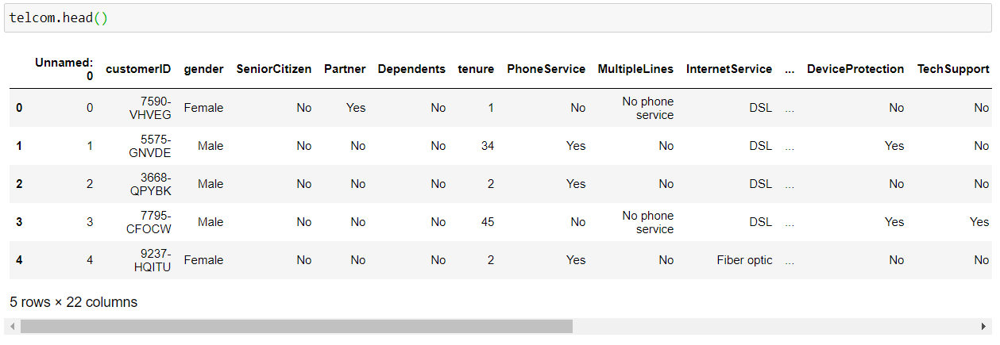 telcom.head()
Unnamed: 0 customerID gender SeniorCitizen Partner Dependents tenure PhoneService MultipleLines InternetService ... DeviceProtection TechSupport
0 0 7590-VHVEG Female No Yes No 1 No No phone service DSL ... No No
1 1 5575-GNVDE Male No No No 34 Yes No DSL ... Yes No
2 2 3668-QPYBK Male No No No 2 Yes No DSL ... No No
3 3 7795-CFOCW Male No No No 45 No No phone service DSL ... Yes Yes
4 4 9237-HQITU Female No No No 2 Yes No Fiber optic ... No No
5 rows × 22 columns